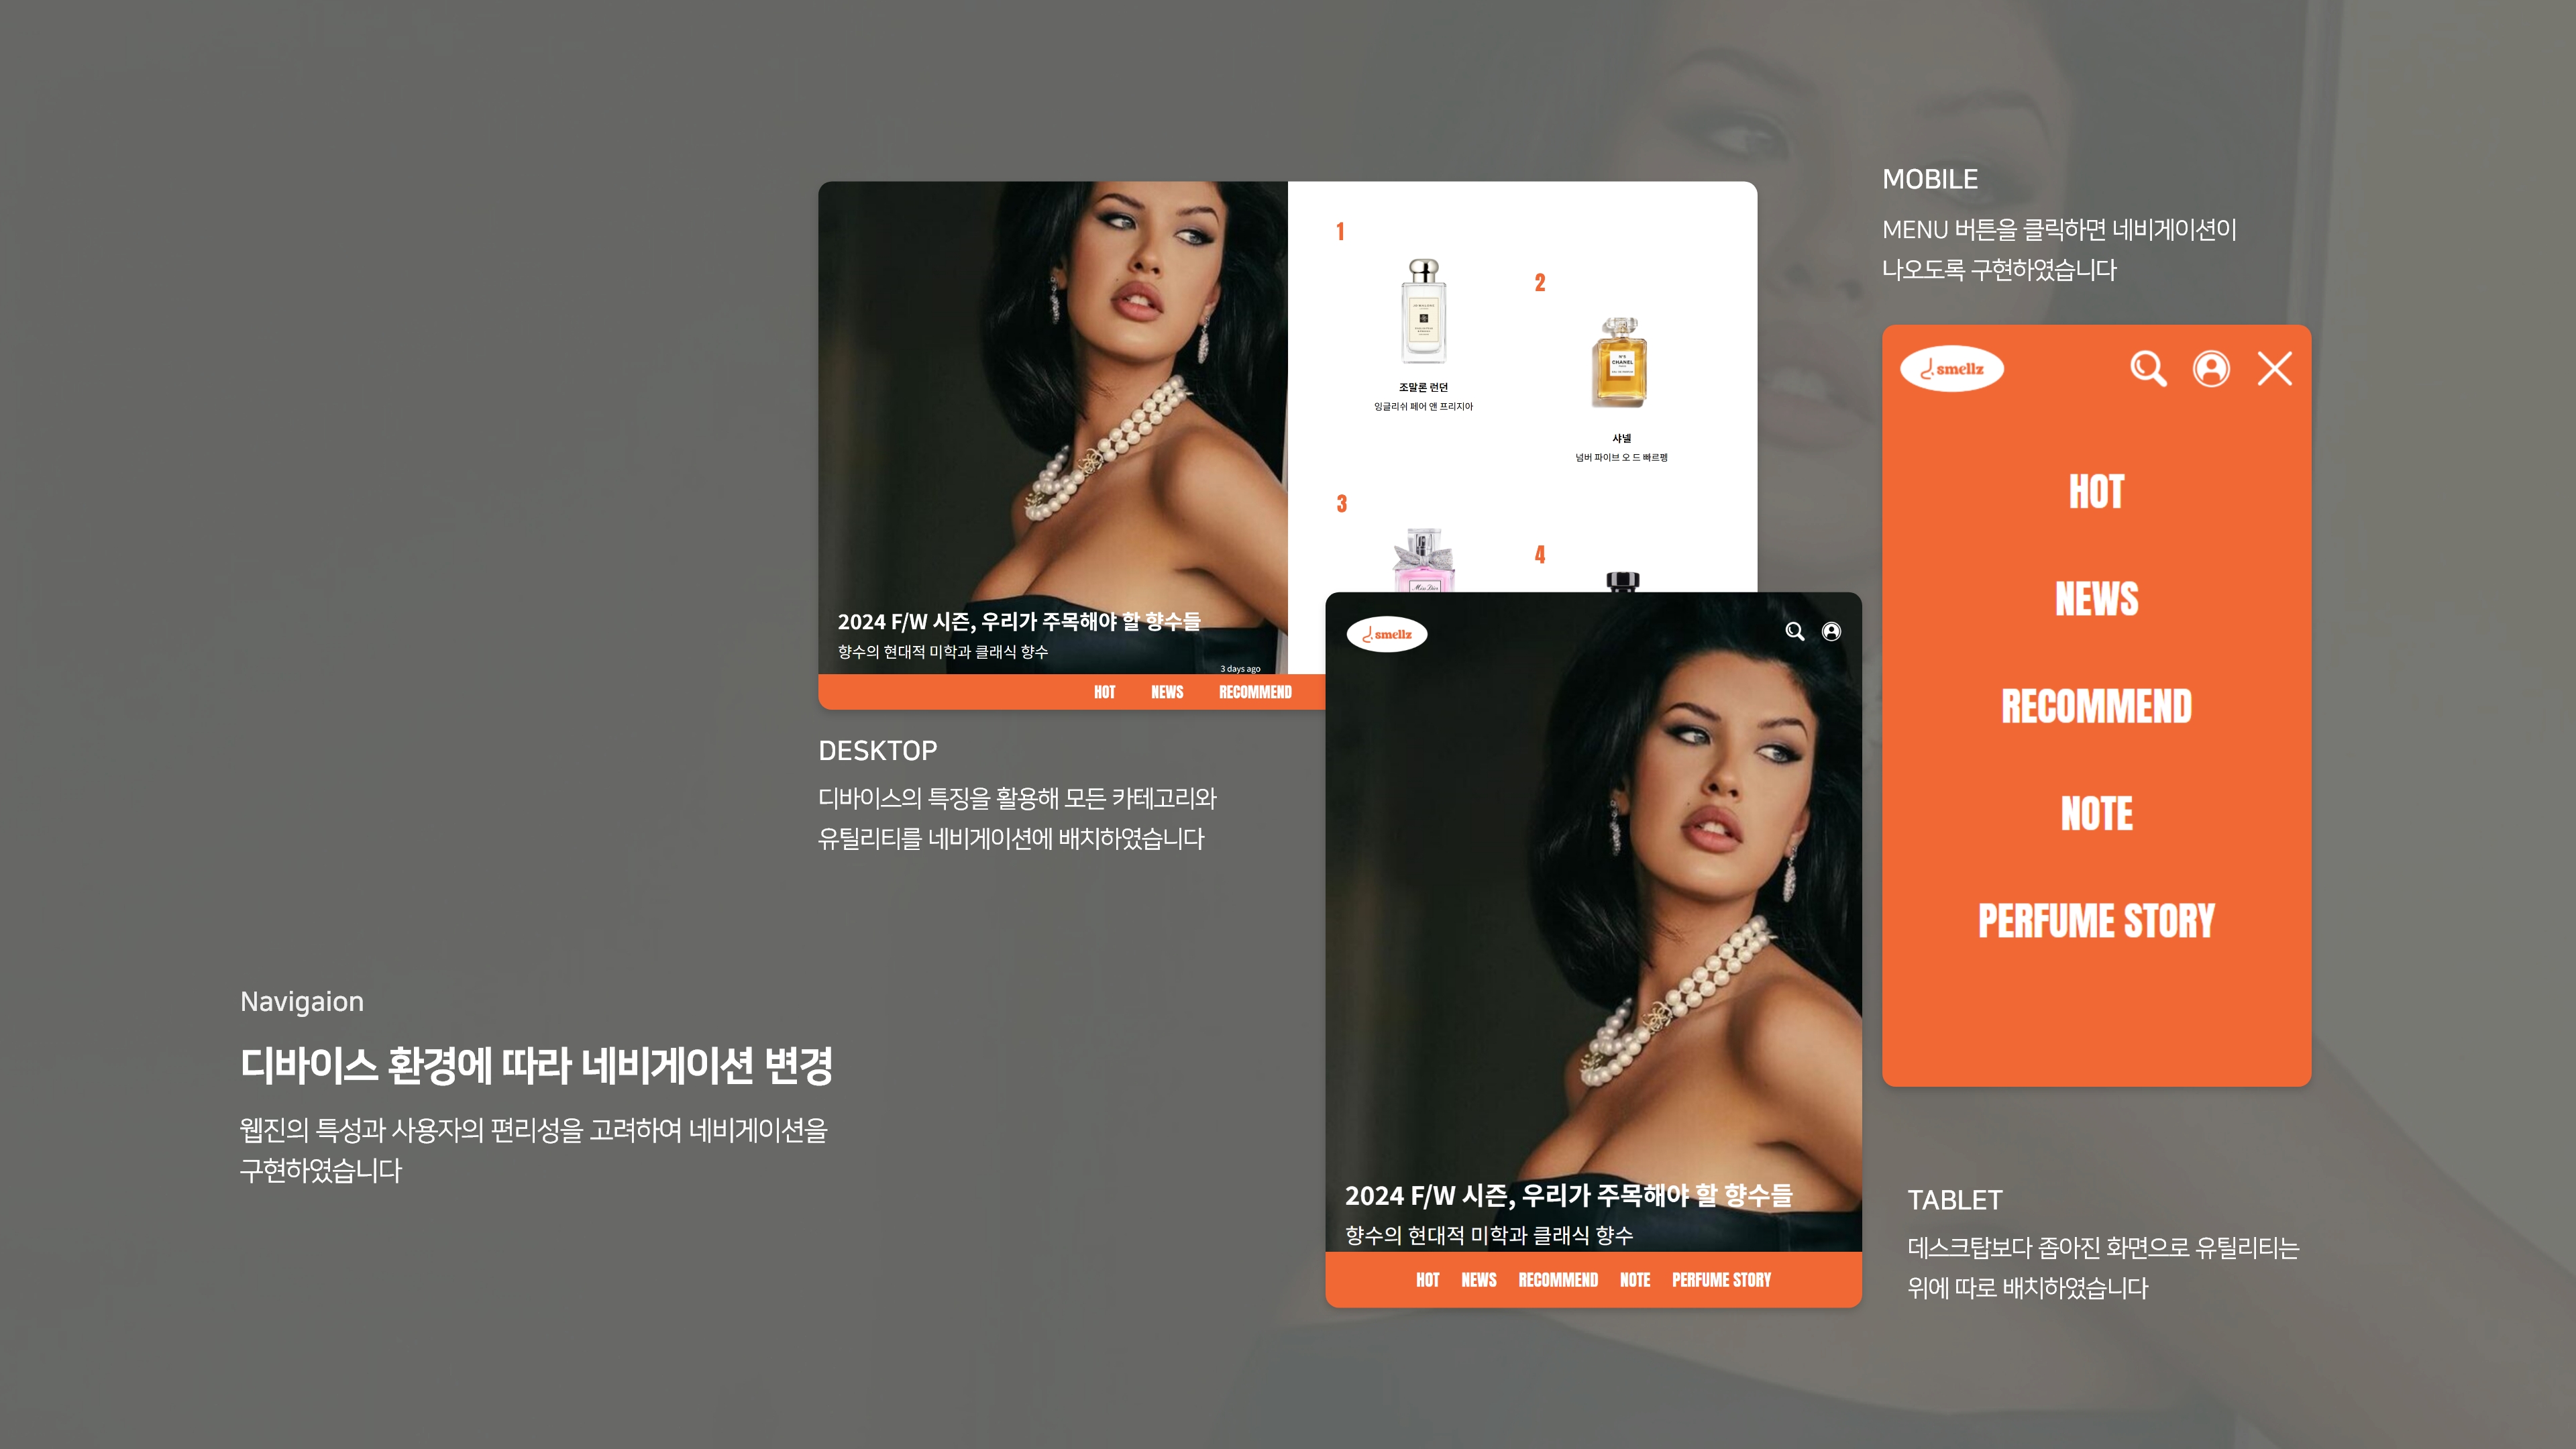 Navigaion
디바이스 환경에 따라 네비게이션 변경
웹진의 특성과 사용자의 편리성을 고려하여 네비게이션을
구현하였습니다
1
조말론 런던
잉글리쉬 페어 앤 프리지아
2
N°5
CHANEL
샤넬
넘버 파이브 오 드 빠르펭
3
Miss Dior
4
2024 F/W 시즌, 우리가 주목해야 할 향수들
향수의 현대적 미학과 클래식 향수
3 days ago
HOT NEWS RECOMMEND
DESKTOP
디바이스의 특징을 활용해 모든 카테고리와
유틸리티를 네비게이션에 배치하였습니다
smellz
2024 F/W 시즌, 우리가 주목해야 할 향수들
향수의 현대적 미학과 클래식 향수
HOT NEWS RECOMMEND NOTE PERFUME STORY
TABLET
데스크탑보다 좁아진 화면으로 유틸리티는
위에 따로 배치하였습니다
MOBILE
MENU 버튼을 클릭하면 네비게이션이
나오도록 구현하였습니다
smellz
HOT
NEWS
RECOMMEND
NOTE
PERFUME STORY